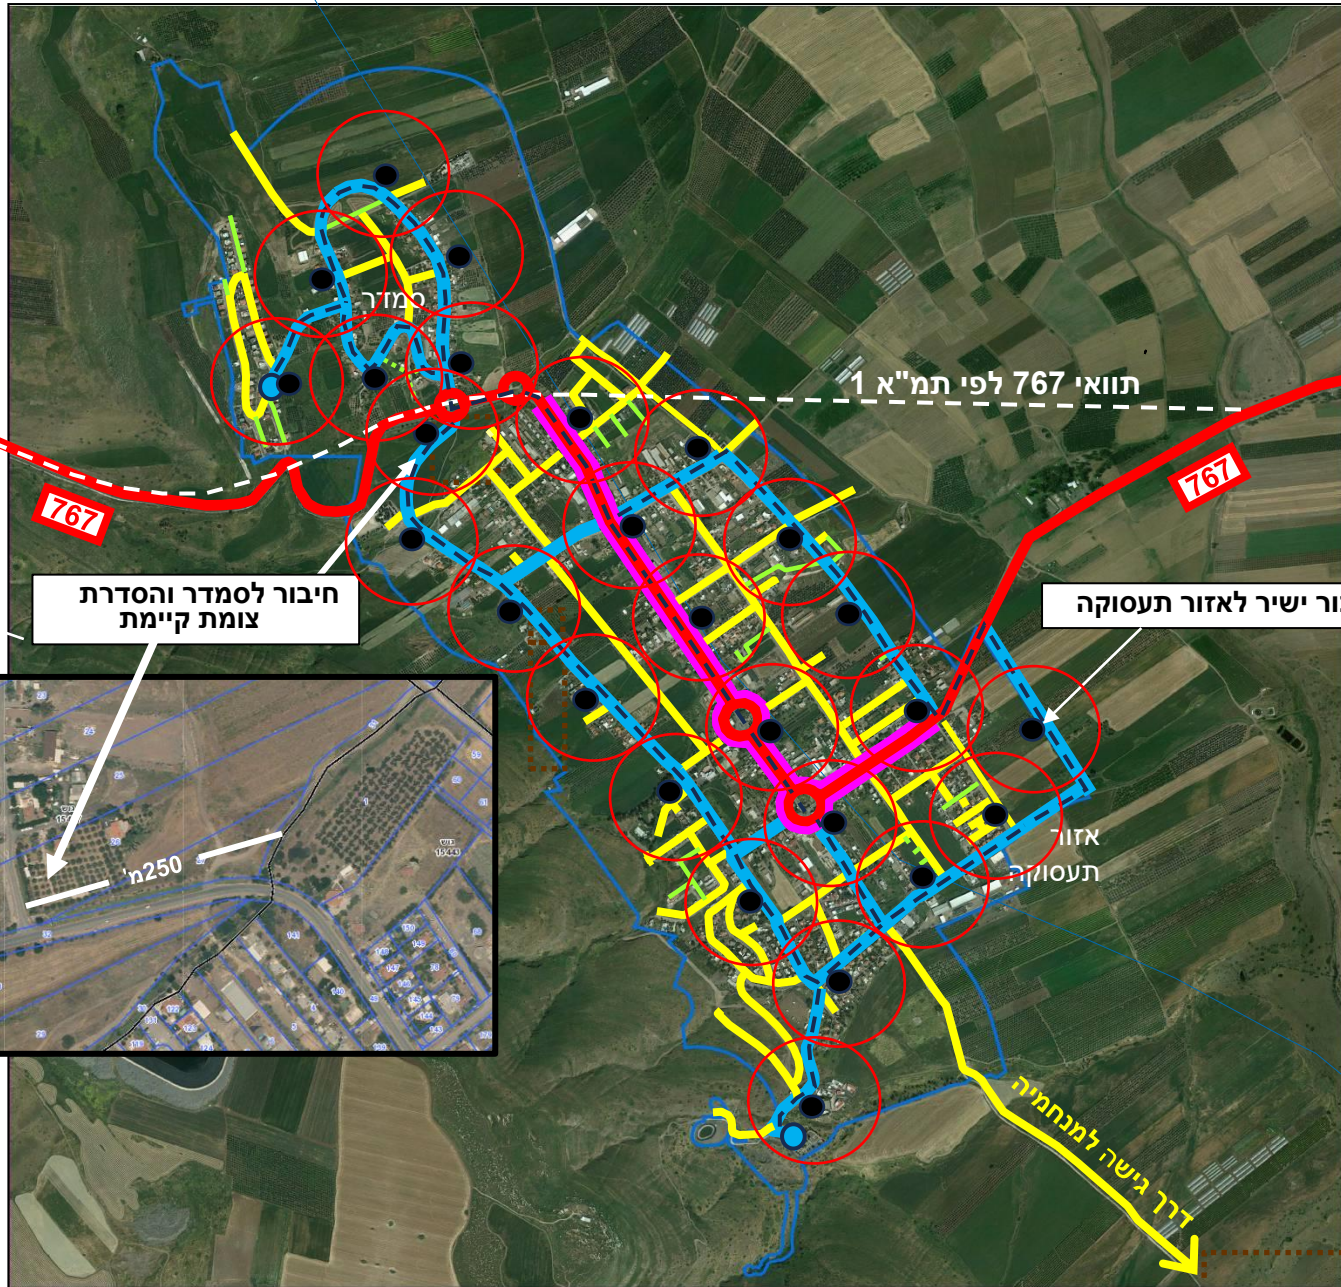 סמדר
תוואי 767 לפי תמ"א 1
767
767
חיבור לסמדר והסדרת
צומת קיימת
ור ישיר לאזור תעסוקה
250מ'
אזור
תעסוקה
דרך גישה למנחמיה